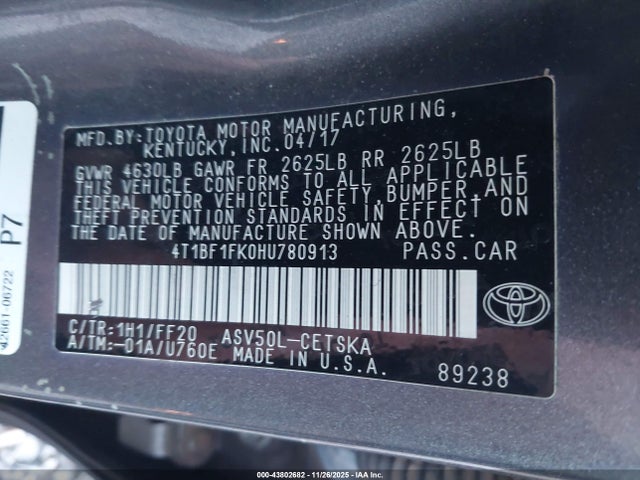 MFD.BY:TOYOTA MOTOR MANUFACTURING,
KENTUCKY,INC.04/17
GVWR 4630LB GAWR FR 2625LB RR 2625LB
THIS VEHICLE CONFORMS TO ALL APPLICABLE
FEDERAL MOTOR VEHICLE SAFETY,BUMPER,AND
THEFT PREVENTION STANDARDS IN EFFECT ON
THE DATE OF MANUFACTURE SHOWN ABOVE.
4T1BF1FK0HU780913 PASS.CAR
C/TR:1H1/FF20 ASV50L-CETSKA
A/TM:-01A/U760E MADE IN U.S.A.
89238
P7
42661-06722
000-43802682 | 11/26/2025 | IAA Inc.